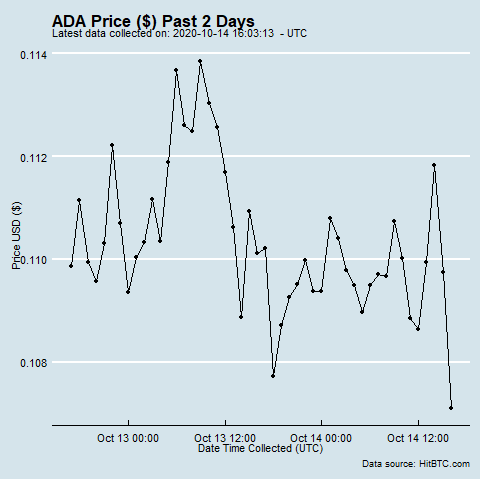 ADA Price ($) Past 2 Days
Latest data collected on: 2020-10-14 16:03:13 - UTC
0.114
0.112
0.110
0.108
Price USD ($)
Oct 13 00:00
Oct 13 12:00
Oct 14 00:00
Oct 14 12:00
Date Time Collected (UTC)
Data source: HitBTC.com